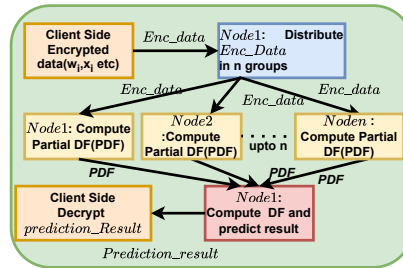 Client Side
Encrypted
data(wi,xi etc)
Enc_data
Node1: Distribute
Enc_Data
in n groups
Enc_data
Enc_data
Enc_data
Node1: Compute
Partial DF(PDF)
Node2
:Compute
Partial DF(PDF)
upto n
Noden :
Compute Partial
DF(PDF)
PDF
PDF
PDF
Client Side
Decrypt
prediction_Result
Node1:
Compute DF and
predict result
Prediction_result